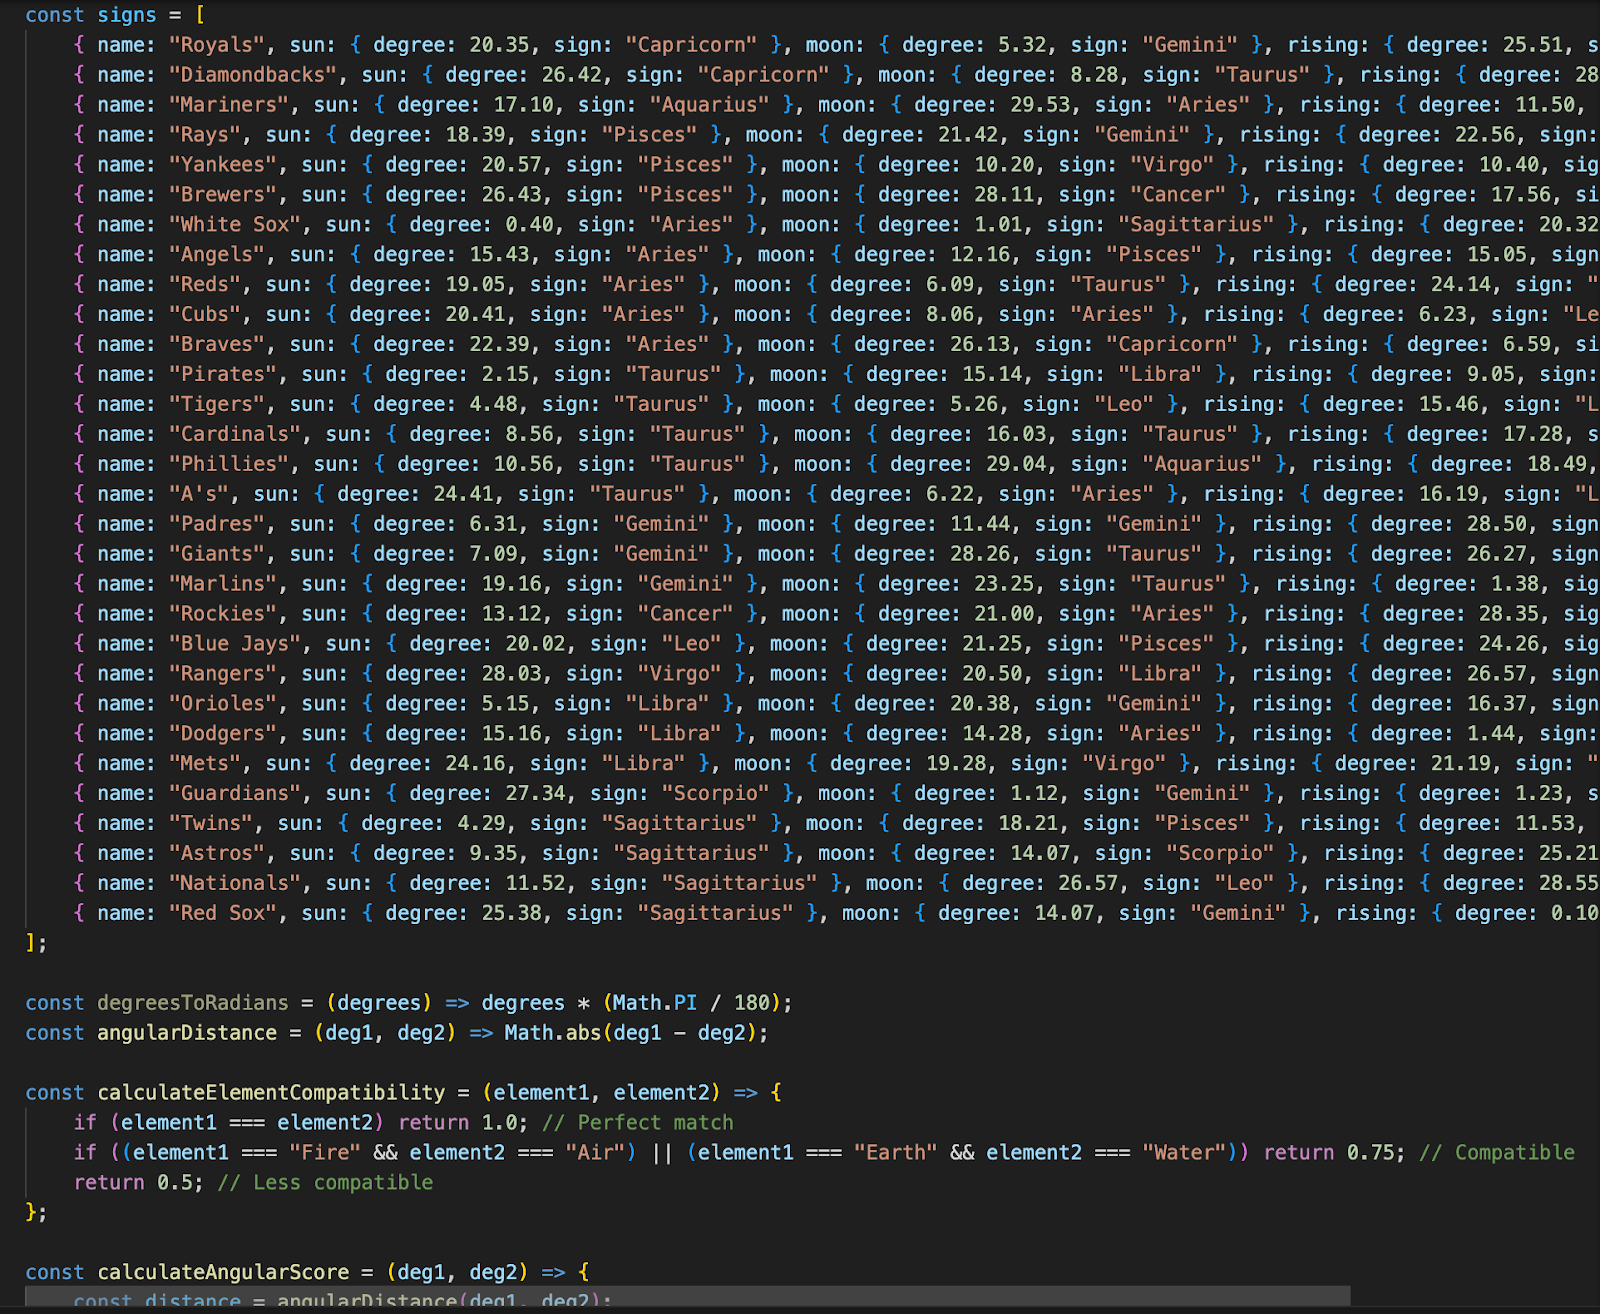 const signs = [
{ name: "Royals", sun: { degree: 20.35, sign: "Capricorn" }, moon: { degree: 5.32, sign: "Gemini" }, rising: { degree: 25.51, s
{ name: "Diamondbacks", sun: { degree: 26.42, sign: "Capricorn" }, moon: { degree: 8.28, sign: "Taurus" }, rising: { degree: 28
{ name: "Mariners", sun: { degree: 17.10, sign: "Aquarius" }, moon: { degree: 29.53, sign: "Aries" }, rising: { degree: 11.50,
{ name: "Rays", sun: { degree: 18.39, sign: "Pisces" }, moon: { degree: 21.42, sign: "Gemini" }, rising: { degree: 22.56, sign:
{ name: "Yankees", sun: { degree: 20.57, sign: "Pisces" }, moon: { degree: 10.20, sign: "Virgo" }, rising: { degree: 10.40, sig
{ name: "Brewers", sun: { degree: 26.43, sign: "Pisces" }, moon: { degree: 28.11, sign: "Cancer" }, rising: { degree: 17.56, si
{ name: "White Sox", sun: { degree: 0.40, sign: "Aries" }, moon: { degree: 1.01, sign: "Sagittarius" }, rising: { degree: 20.32
{ name: "Angels", sun: { degree: 15.43, sign: "Aries" }, moon: { degree: 12.16, sign: "Pisces" }, rising: { degree: 15.05, sign
{ name: "Reds", sun: { degree: 19.05, sign: "Aries" }, moon: { degree: 6.09, sign: "Taurus" }, rising: { degree: 24.14, sign: "
{ name: "Cubs", sun: { degree: 20.41, sign: "Aries" }, moon: { degree: 8.06, sign: "Aries" }, rising: { degree: 6.23, sign: "Le
{ name: "Braves", sun: { degree: 22.39, sign: "Aries" }, moon: { degree: 26.13, sign: "Capricorn" }, rising: { degree: 6.59, si
{ name: "Pirates", sun: { degree: 2.15, sign: "Taurus" }, moon: { degree: 15.14, sign: "Libra" }, rising: { degree: 9.05, sign:
{ name: "Tigers", sun: { degree: 4.48, sign: "Taurus" }, moon: { degree: 5.26, sign: "Leo" }, rising: { degree: 15.46, sign: "L
{ name: "Cardinals", sun: { degree: 8.56, sign: "Taurus" }, moon: { degree: 16.03, sign: "Taurus" }, rising: { degree: 17.28, s
{ name: "Phillies", sun: { degree: 10.56, sign: "Taurus" }, moon: { degree: 29.04, sign: "Aquarius" }, rising: { degree: 18.49,
{ name: "A's", sun: { degree: 24.41, sign: "Taurus" }, moon: { degree: 6.22, sign: "Aries" }, rising: { degree: 16.19, sign: "L
{ name: "Padres", sun: { degree: 6.31, sign: "Gemini" }, moon: { degree: 11.44, sign: "Gemini" }, rising: { degree: 28.50, sign
{ name: "Giants", sun: { degree: 7.09, sign: "Gemini" }, moon: { degree: 28.26, sign: "Taurus" }, rising: { degree: 26.27, sign
{ name: "Marlins", sun: { degree: 19.16, sign: "Gemini" }, moon: { degree: 23.25, sign: "Taurus" }, rising: { degree: 1.38, sig
{ name: "Rockies", sun: { degree: 13.12, sign: "Cancer" }, moon: { degree: 21.00, sign: "Aries" }, rising: { degree: 28.35, sig
{ name: "Blue Jays", sun: { degree: 20.02, sign: "Leo" }, moon: { degree: 21.25, sign: "Pisces" }, rising: { degree: 24.26, sig
{ name: "Rangers", sun: { degree: 28.03, sign: "Virgo" }, moon: { degree: 20.50, sign: "Libra" }, rising: { degree: 26.57, sign
{ name: "Orioles", sun: { degree: 5.15, sign: "Libra" }, moon: { degree: 20.38, sign: "Gemini" }, rising: { degree: 16.37, sign
{ name: "Dodgers", sun: { degree: 15.16, sign: "Libra" }, moon: { degree: 14.28, sign: "Aries" }, rising: { degree: 1.44, sign:
{ name: "Mets", sun: { degree: 24.16, sign: "Libra" }, moon: { degree: 19.28, sign: "Virgo" }, rising: { degree: 21.19, sign: "
{ name: "Guardians", sun: { degree: 27.34, sign: "Scorpio" }, moon: { degree: 1.12, sign: "Gemini" }, rising: { degree: 1.23, s
{ name: "Twins", sun: { degree: 4.29, sign: "Sagittarius" }, moon: { degree: 18.21, sign: "Pisces" }, rising: { degree: 11.53,
{ name: "Astros", sun: { degree: 9.35, sign: "Sagittarius" }, moon: { degree: 14.07, sign: "Scorpio" }, rising: { degree: 25.21
{ name: "Nationals", sun: { degree: 11.52, sign: "Sagittarius" }, moon: { degree: 26.57, sign: "Leo" }, rising: { degree: 28.55
{ name: "Red Sox", sun: { degree: 25.38, sign: "Sagittarius" }, moon: { degree: 14.07, sign: "Gemini" }, rising: { degree: 0.10
];
const degreesToRadians = (degrees) => degrees * (Math.PI / 180);
const angularDistance = (deg1, deg2) => Math.abs(deg1 - deg2);
const calculateElementCompatibility = (element1, element2) => {
if (element1 === element2) return 1.0; // Perfect match
if ((element1 === "Fire" && element2 === "Air") || (element1 === "Earth" && element2 === "Water")) return 0.75; // Compatible
return 0.5; // Less compatible
};
const calculateAngularScore = (deg1, deg2) => {
const distance = angularDistance(deg1, deg2);